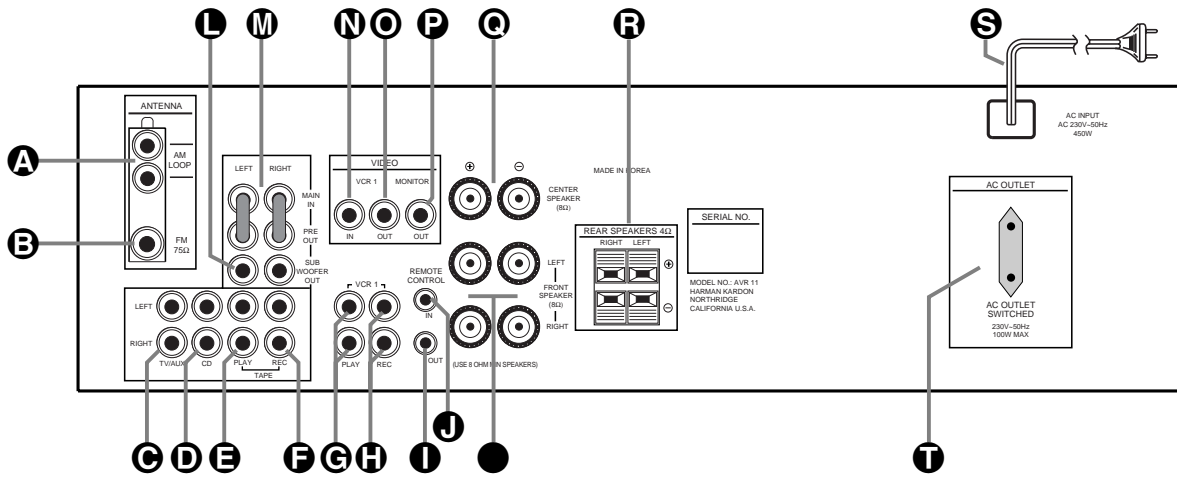 L M N O P Q R S
ANTENNA
AM
LOOP
A
FM
75Ω
B
LEFT RIGHT
MAIN
IN
PRE
OUT
SUB
WOOFER
OUT
VIDEO
VCR 1 MONITOR
IN OUT OUT
⊕ ⊖
CENTER
SPEAKER
(8Ω)
MADE IN KOREA
LEFT
FRONT
SPEAKER
(8Ω)
RIGHT
(USE 8 OHM MIN SPEAKERS)
REAR SPEAKERS 4Ω
RIGHT LEFT
⊕
⊖
SERIAL NO.
MODEL NO.: AVR 11
HARMAN KARDON
NORTHRIDGE
CALIFORNIA U.S.A.
AC INPUT
AC 230V~50Hz
450W
AC OUTLET
AC OUTLET
SWITCHED
230V~50Hz
100W MAX
LEFT
RIGHT
TV/AUX CD PLAY REC
TAPE
VCR 1
PLAY REC
REMOTE
CONTROL
IN
OUT
C D E F G H I J T